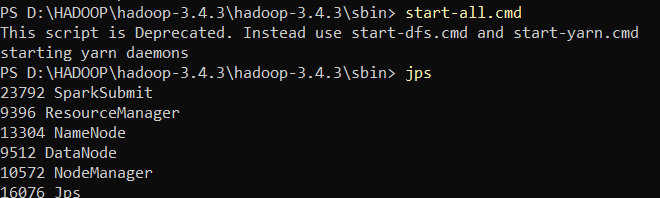 PS D:\HADOOP\hadoop-3.4.3\hadoop-3.4.3\sbin> start-all.cmd
This script is Deprecated. Instead use start-dfs.cmd and start-yarn.cmd
starting yarn daemons
PS D:\HADOOP\hadoop-3.4.3\hadoop-3.4.3\sbin> jps
23792 SparkSubmit
9396 ResourceManager
13304 NameNode
9512 DataNode
10572 NodeManager
16076 Jps